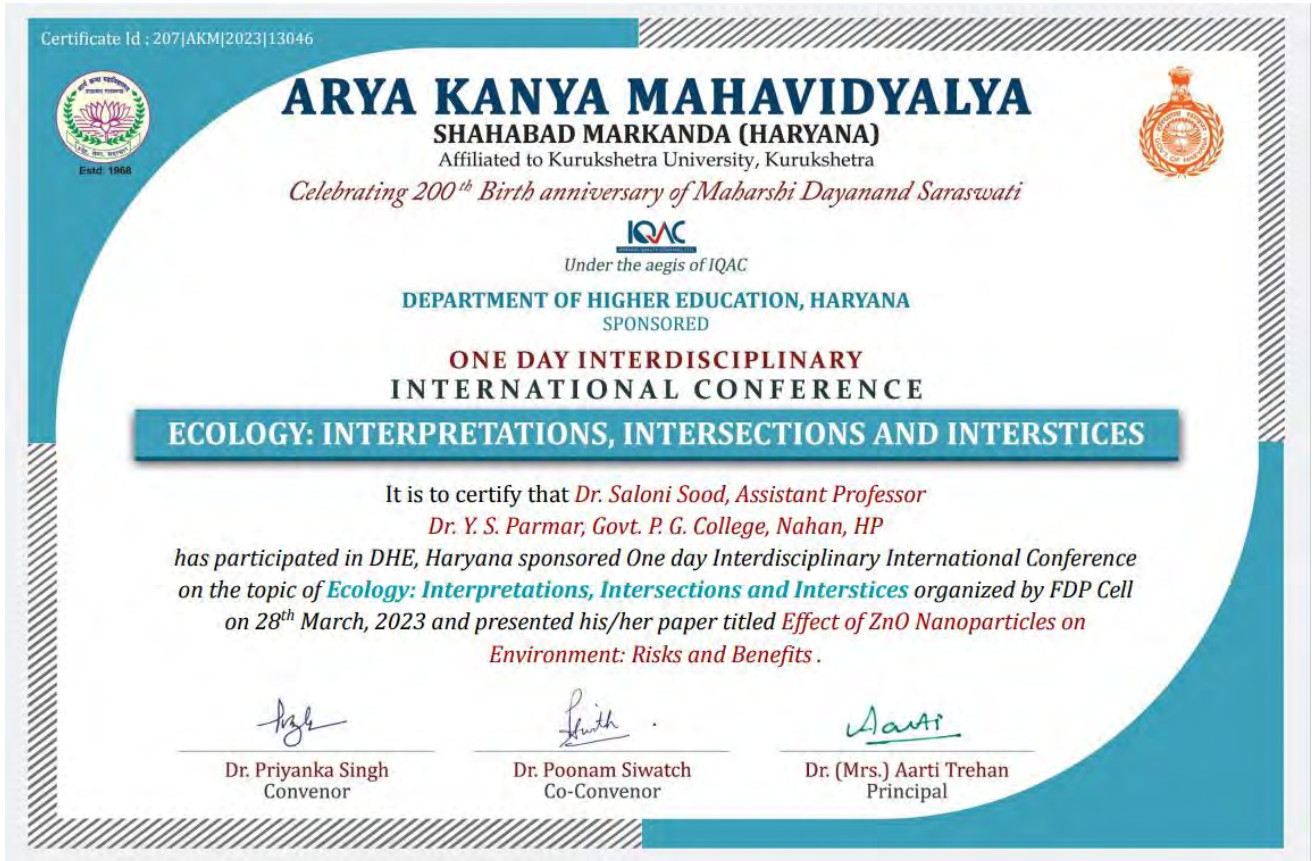 Certificate Id : 207|AKM|2023|13046
Estd. 1968
ARYA KANYA MAHAVIDYALYA
SHAHABAD MARKANDA (HARYANA)
Affiliated to Kurukshetra University, Kurukshetra
Celebrating 200th Birth anniversary of Maharshi Dayanand Saraswati
IQAC
Under the aegis of IQAC
DEPARTMENT OF HIGHER EDUCATION, HARYANA
SPONSORED
ONE DAY INTERDISCIPLINARY
INTERNATIONAL CONFERENCE
ECOLOGY: INTERPRETATIONS, INTERSECTIONS AND INTERSTICES
It is to certify that Dr. Saloni Sood, Assistant Professor
Dr. Y. S. Parmar, Govt. P. G. College, Nahan, HP
has participated in DHE, Haryana sponsored One day Interdisciplinary International Conference
on the topic of Ecology: Interpretations, Intersections and Interstices organized by FDP Cell
on 28th March, 2023 and presented his/her paper titled Effect of ZnO Nanoparticles on
Environment: Risks and Benefits .
Aarti
Dr. Priyanka Singh
Convenor
Dr. Poonam Siwatch
Co-Convenor
Dr. (Mrs.) Aarti Trehan
Principal